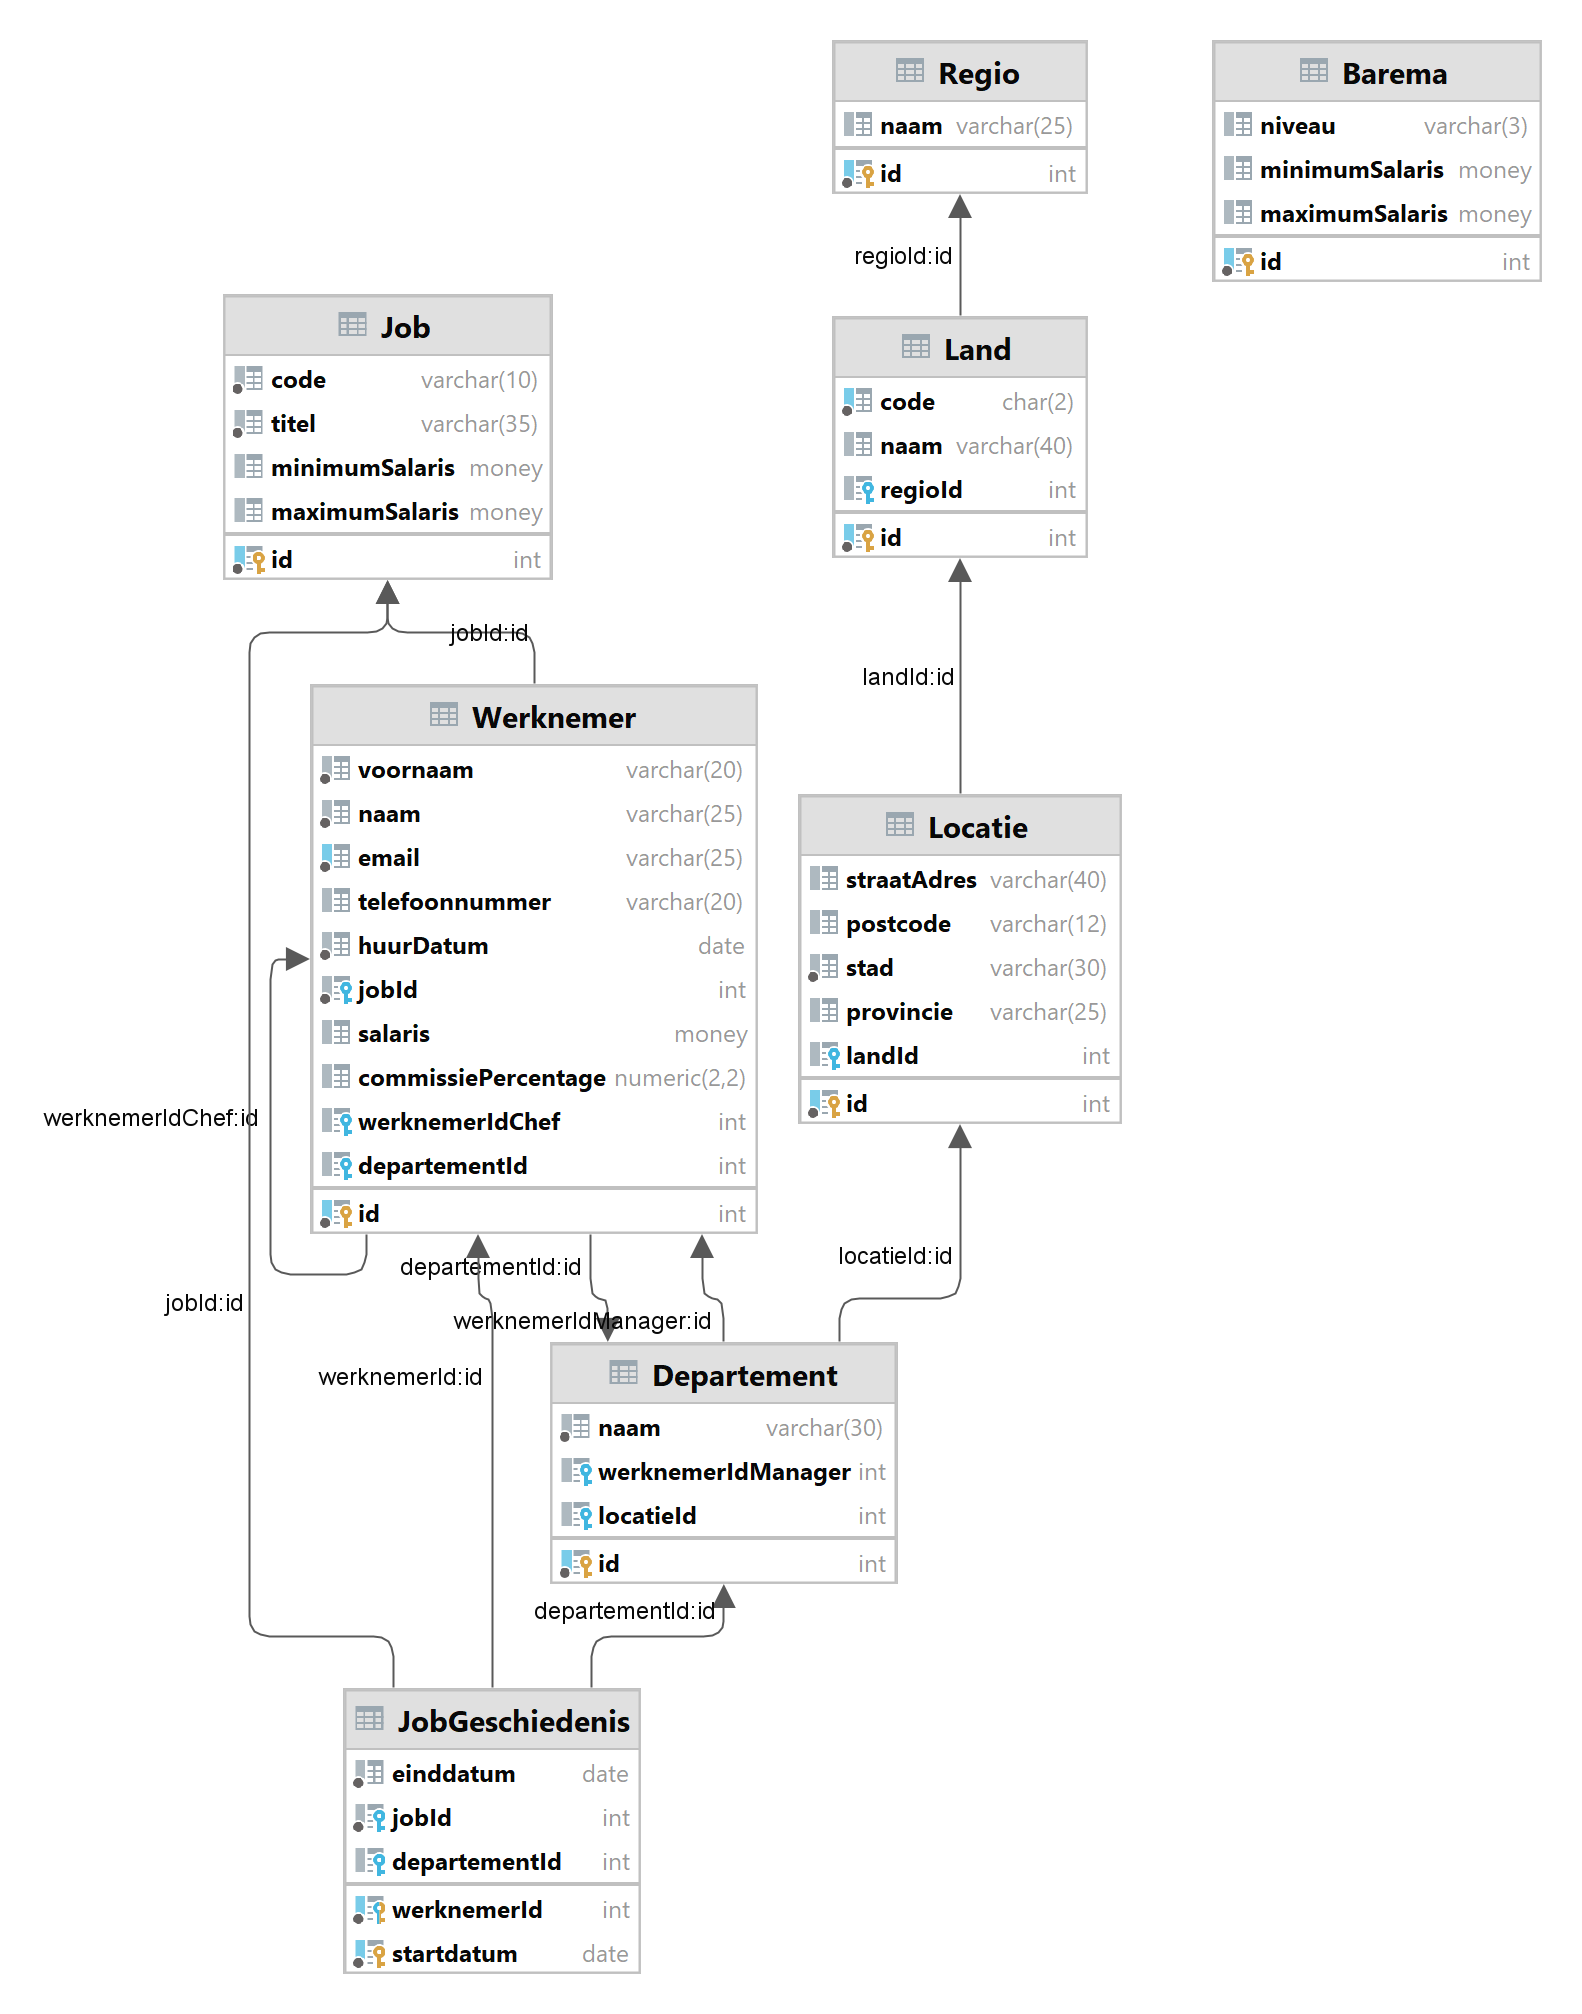 Regio
naam varchar(25)
id int
Barema
niveau varchar(3)
minimumSalaris money
maximumSalaris money
id int
regioId:id
Job
code varchar(10)
titel varchar(35)
minimumSalaris money
maximumSalaris money
id int
Land
code char(2)
naam varchar(40)
regioId int
id int
jobId:id
landId:id
Werknemer
voornaam varchar(20)
naam varchar(25)
email varchar(25)
telefoonnummer varchar(20)
huurDatum date
jobId int
salaris money
commissiePercentage numeric(2,2)
werknemerIdChef int
departementId int
id int
Locatie
straatAdres varchar(40)
postcode varchar(12)
stad varchar(30)
provincie varchar(25)
landId int
id int
werknemerIdChef:id
departementId:id
locatieId:id
jobId:id
werknemerIdManager:id
werknemerId:id
Departement
naam varchar(30)
werknemerIdManager int
locatieId int
id int
departementId:id
JobGeschiedenis
einddatum date
jobId int
departementId int
werknemerId int
startdatum date